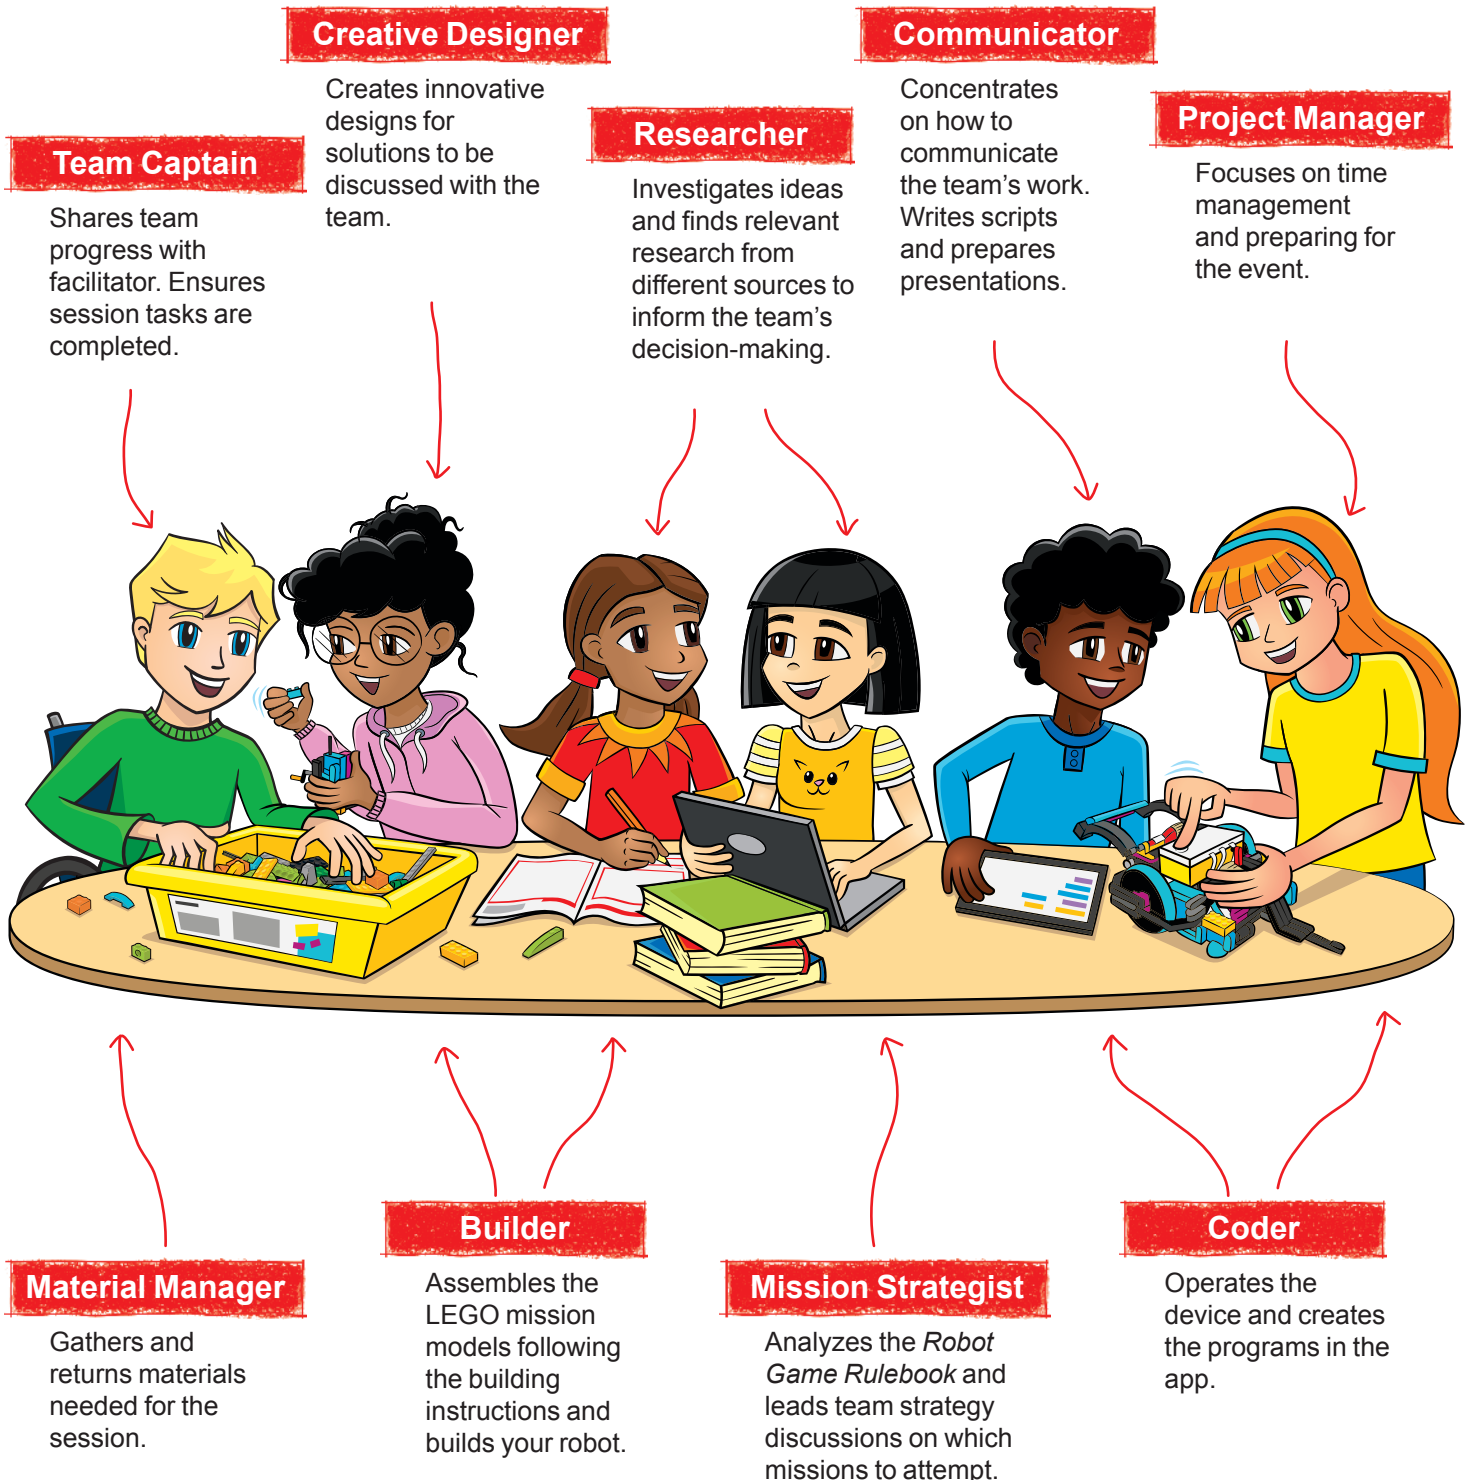 Creative Designer
Creates innovative
designs for
solutions to be
discussed with the
team.
Communicator
Concentrates
on how to
communicate
the team’s work.
Writes scripts
and prepares
presentations.
Team Captain
Shares team
progress with
facilitator. Ensures
session tasks are
completed.
Researcher
Investigates ideas
and finds relevant
research from
different sources to
inform the team’s
decision-making.
Project Manager
Focuses on time
management
and preparing for
the event.
Material Manager
Gathers and
returns materials
needed for the
session.
Builder
Assembles the
LEGO mission
models following
the building
instructions and
builds your robot.
Mission Strategist
Analyzes the Robot
Game Rulebook and
leads team strategy
discussions on which
missions to attempt.
Coder
Operates the
device and creates
the programs in the
app.